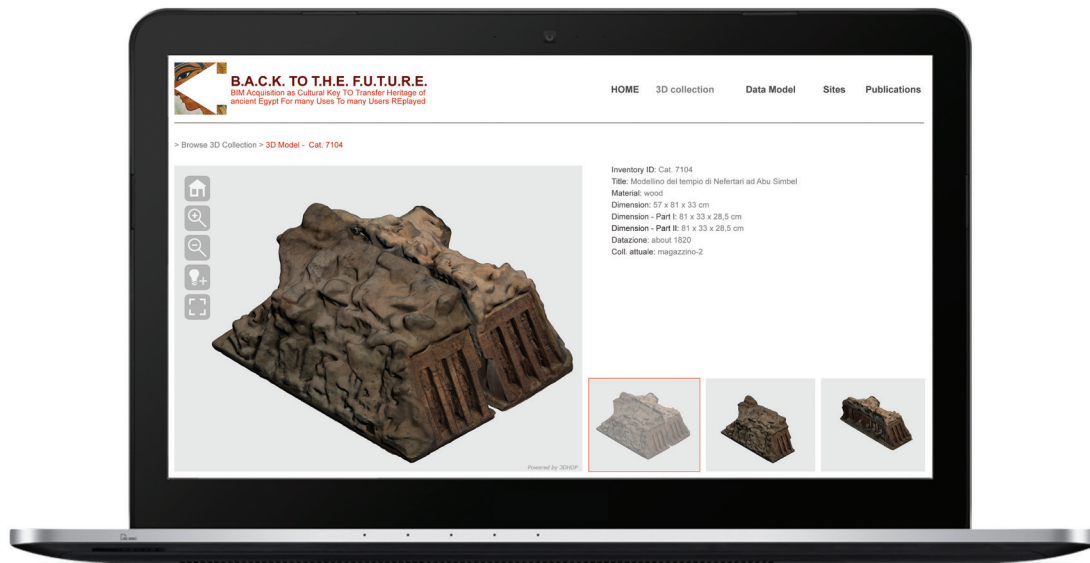 B.A.C.K. TO T.H.E. F.U.T.U.R.E.
BIM Acquisition as Cultural Key TO Transfer Heritage of
ancient Egypt For many Uses To many Users REplayed
HOME 3D collection Data Model Sites Publications
> Browse 3D Collection > 3D Model - Cat. 7104
Inventory ID: Cat. 7104
Title: Modellino del tempio di Nefertari ad Abu Simbel
Material: wood
Dimension: 57 x 81 x 33 cm
Dimension - Part I: 81 x 33 x 28,5 cm
Dimension - Part II: 81 x 33 x 28,5 cm
Datazione: about 1820
Coll. attuale: magazzino-2
Powered by 3DHOP